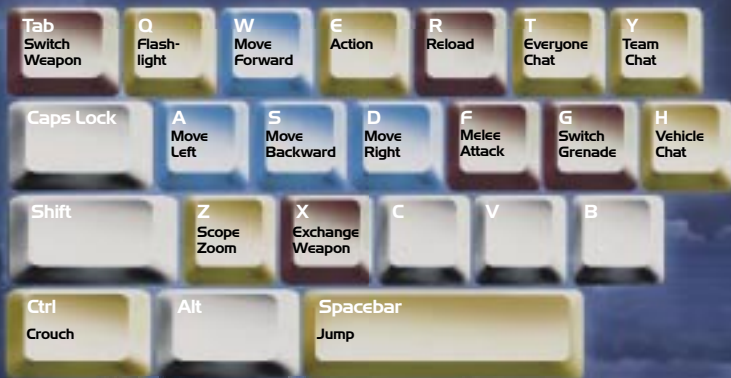 Tab Q W E R T Y
Switch Flash- Move Action Reload Everyone Team
Weapon light Forward Chat Chat
Caps Lock A S D F G H
Move Move Move Melee Switch Vehicle
Left Backward Right Attack Grenade Chat
Shift Z X C V B
Scope Exchange
Zoom Weapon
Ctrl Alt Spacebar
Crouch Jump